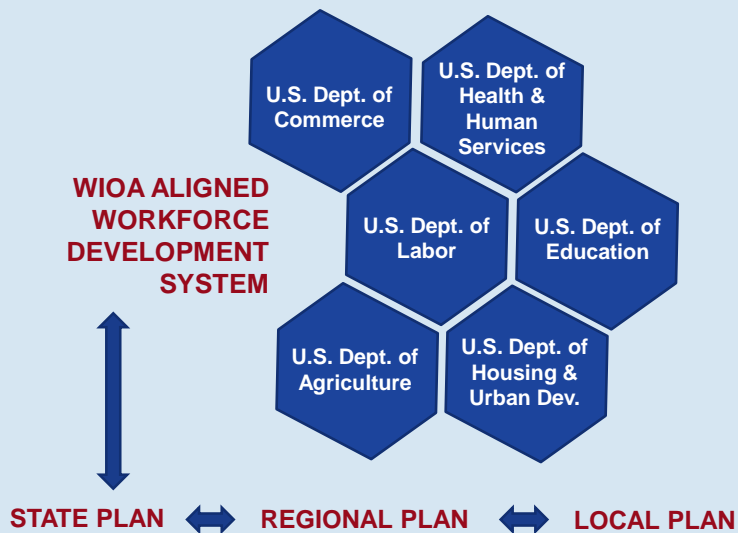 U.S. Dept. of
Commerce
U.S. Dept. of
Health &
Human
Services
WIOA ALIGNED
WORKFORCE
DEVELOPMENT
SYSTEM
U.S. Dept. of
Labor
U.S. Dept. of
Education
U.S. Dept. of
Agriculture
U.S. Dept. of
Housing &
Urban Dev.
STATE PLAN
REGIONAL PLAN
LOCAL PLAN